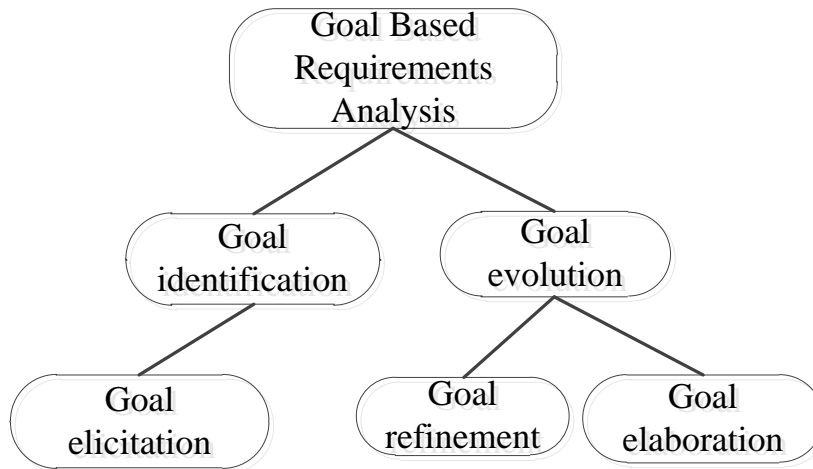 Goal Based
Requirements
Analysis
Goal
identification
Goal
evolution
Goal
elicitation
Goal
refinement
Goal
elaboration